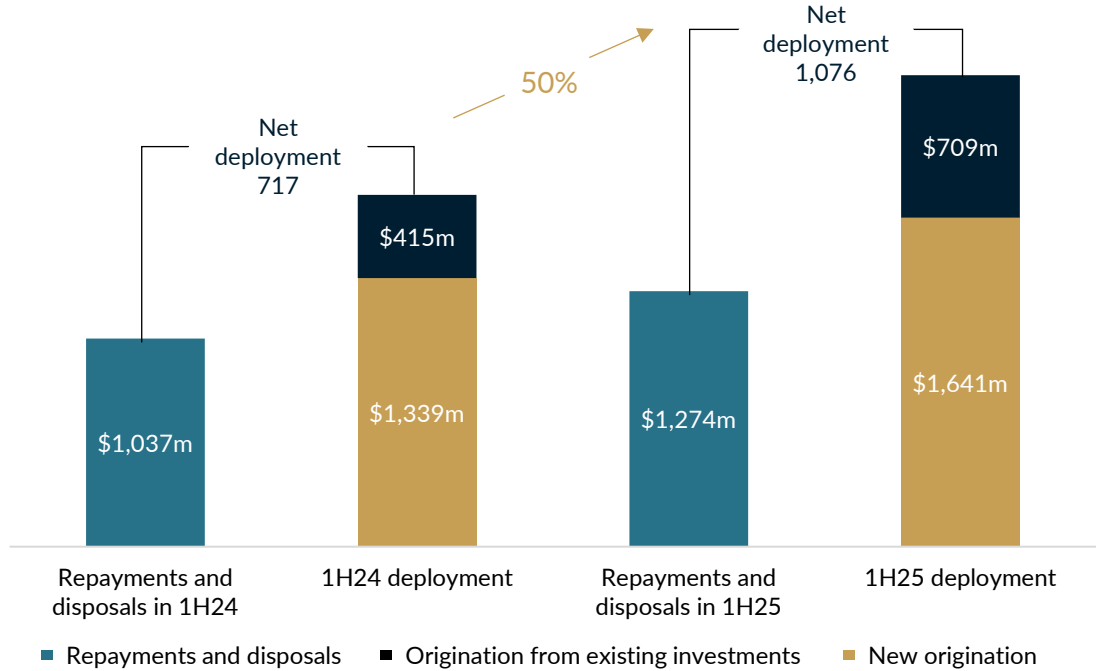 Net
deployment
717
50%
Net
deployment
1,076
$1,037m
$415m
$1,339m
$1,274m
$709m
$1,641m
Repayments and
disposals in 1H24
1H24 deployment
Repayments and
disposals in 1H25
1H25 deployment
Repayments and disposals
Origination from existing investments
New origination